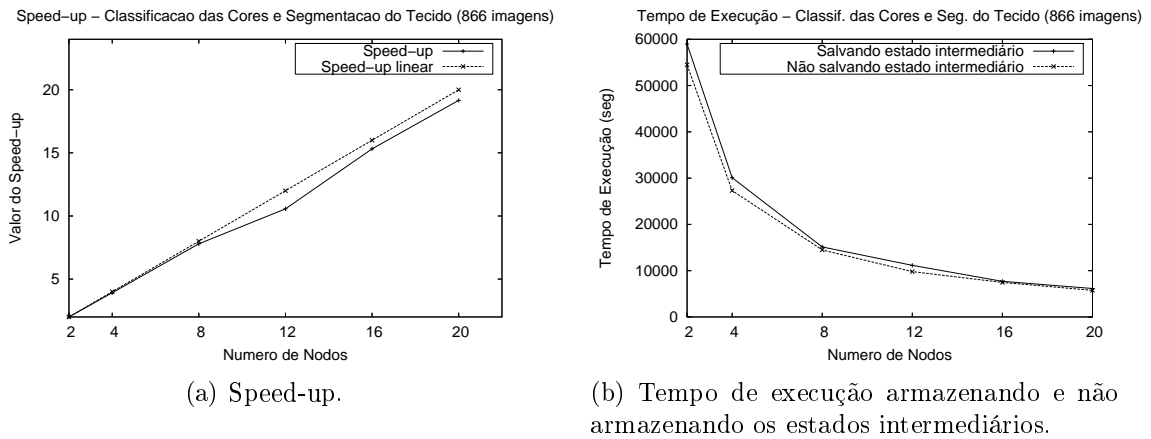 Speed−up − Classificacao das Cores e Segmentacao do Tecido (866 imagens)
Speed−up
Speed−up linear
Valor do Speed−up
20
15
10
5
2 4 8 12 16 20
Numero de Nodos
(a) Speed-up.
Tempo de Execução − Classif. das Cores e Seg. do Tecido (866 imagens)
Salvando estado intermediário
Não salvando estado intermediário
Tempo de Execução (seg)
60000
50000
40000
30000
20000
10000
0
2 4 8 12 16 20
Numero de Nodos
(b) Tempo de execução armazenando e não
armazenando os estados intermediários.